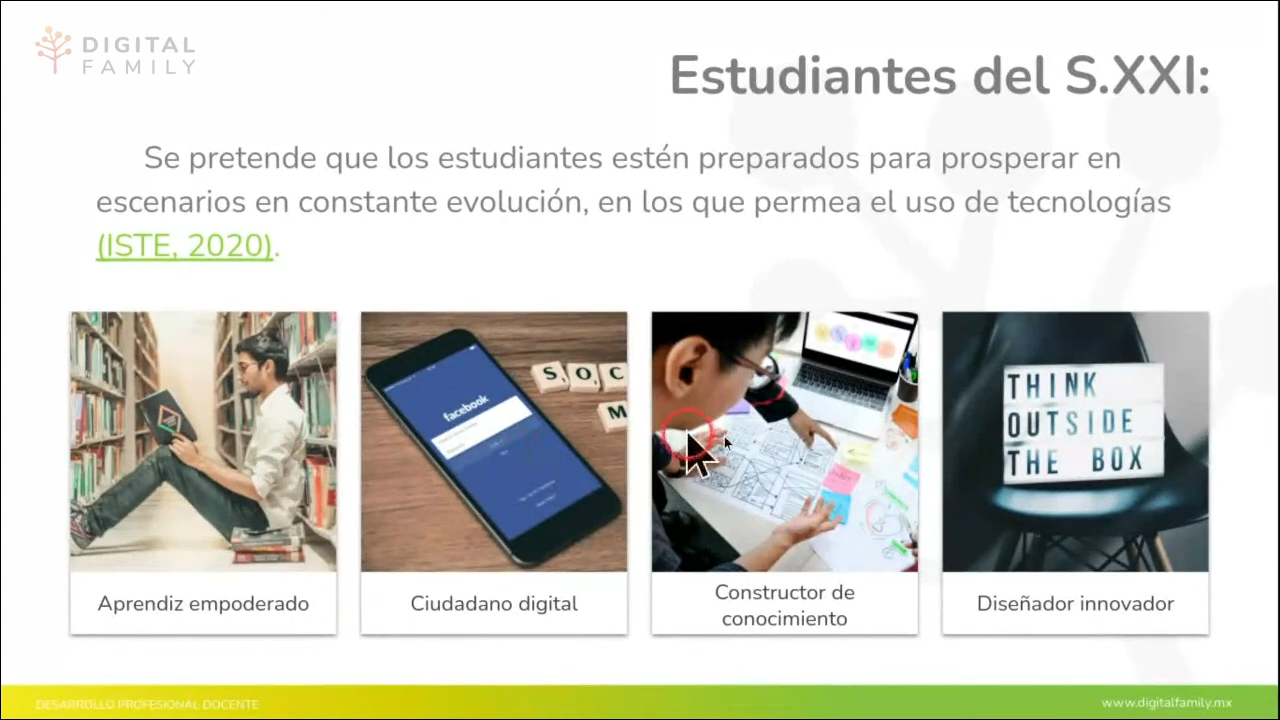 DIGITAL
FAMILY
Estudiantes del S.XXI:
Se pretende que los estudiantes estén preparados para prosperar en
escenarios en constante evolución, en los que permea el uso de tecnologías
(ISTE, 2020).
facebook
SOC
M
THINK
OUTSIDE
THE BOX
Aprendiz empoderado
Ciudadano digital
Constructor de
conocimiento
Diseñador innovador
DESARROLLO PROFESIONAL DOCENTE
www.digitalfamily.mx